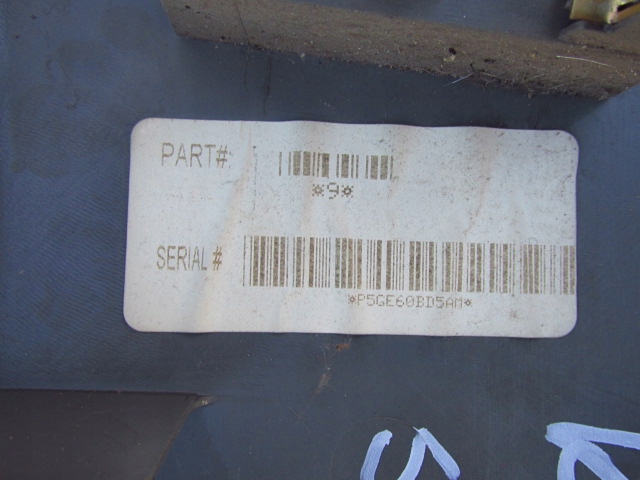 PART#
*9*
SERIAL #
*P5GE60BD5AM*
S